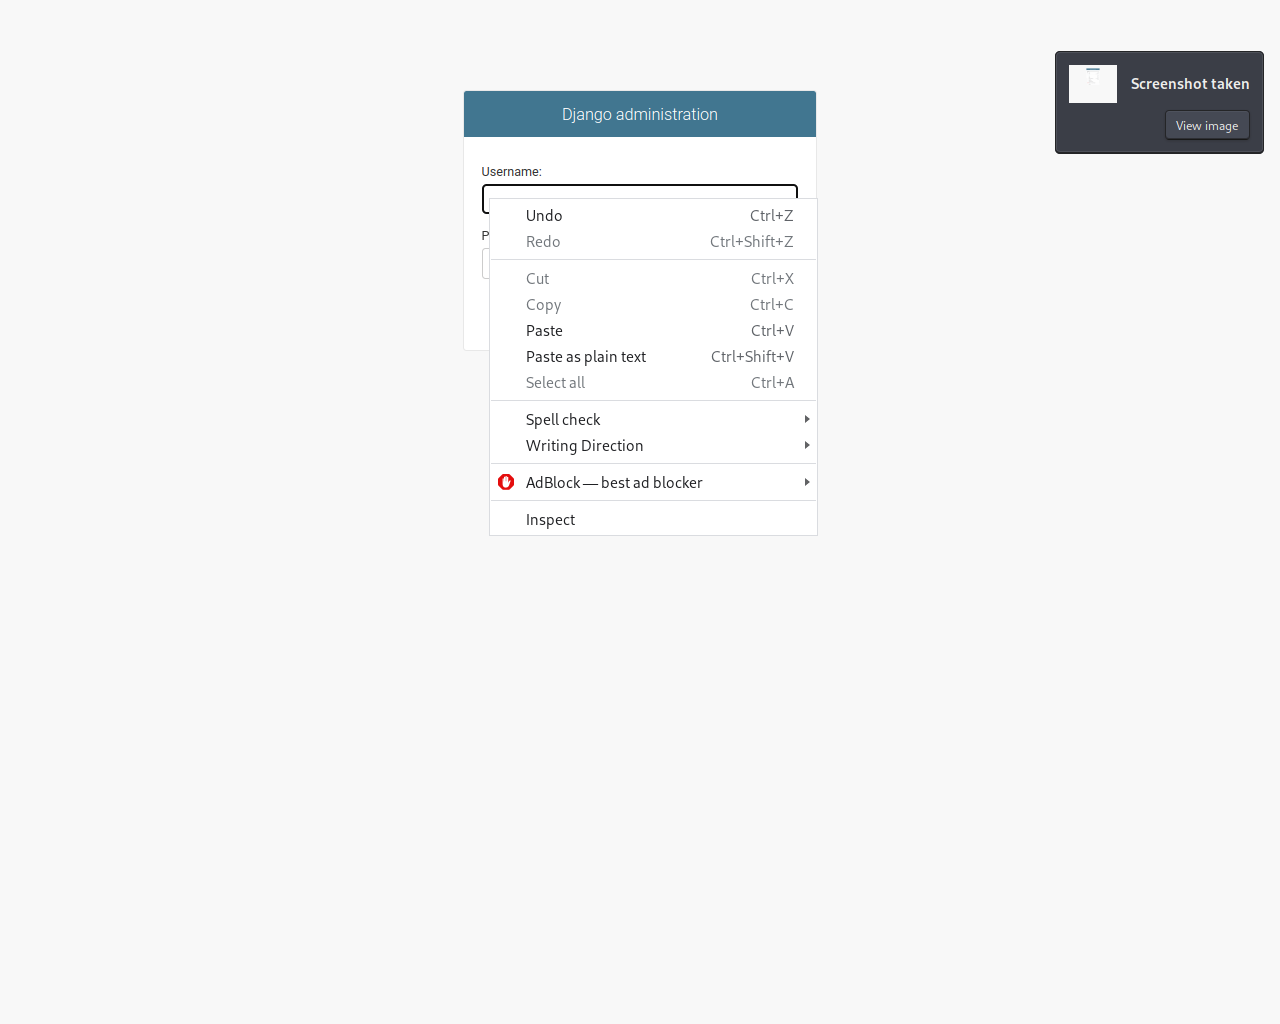 Screenshot taken
View image
Django administration
Username:
P
Undo Ctrl+Z
Redo Ctrl+Shift+Z
Cut Ctrl+X
Copy Ctrl+C
Paste Ctrl+V
Paste as plain text Ctrl+Shift+V
Select all Ctrl+A
Spell check
Writing Direction
AdBlock — best ad blocker
Inspect